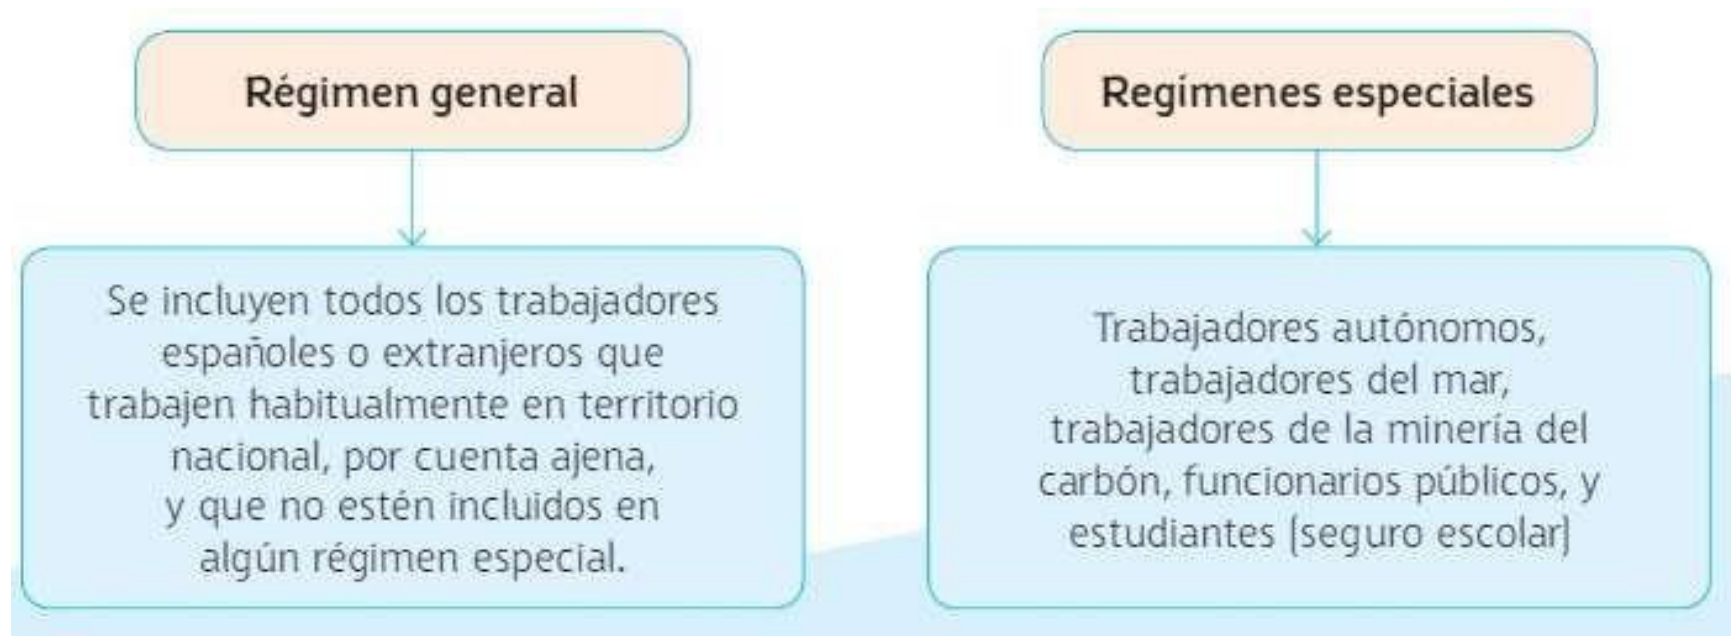 Régimen general
Se incluyen todos los trabajadores
españoles o extranjeros que
trabajen habitualmente en territorio
nacional, por cuenta ajena,
y que no estén incluidos en
algún régimen especial.
Regímenes especiales
Trabajadores autónomos,
trabajadores del mar,
trabajadores de la minería del
carbón, funcionarios públicos, y
estudiantes (seguro escolar)